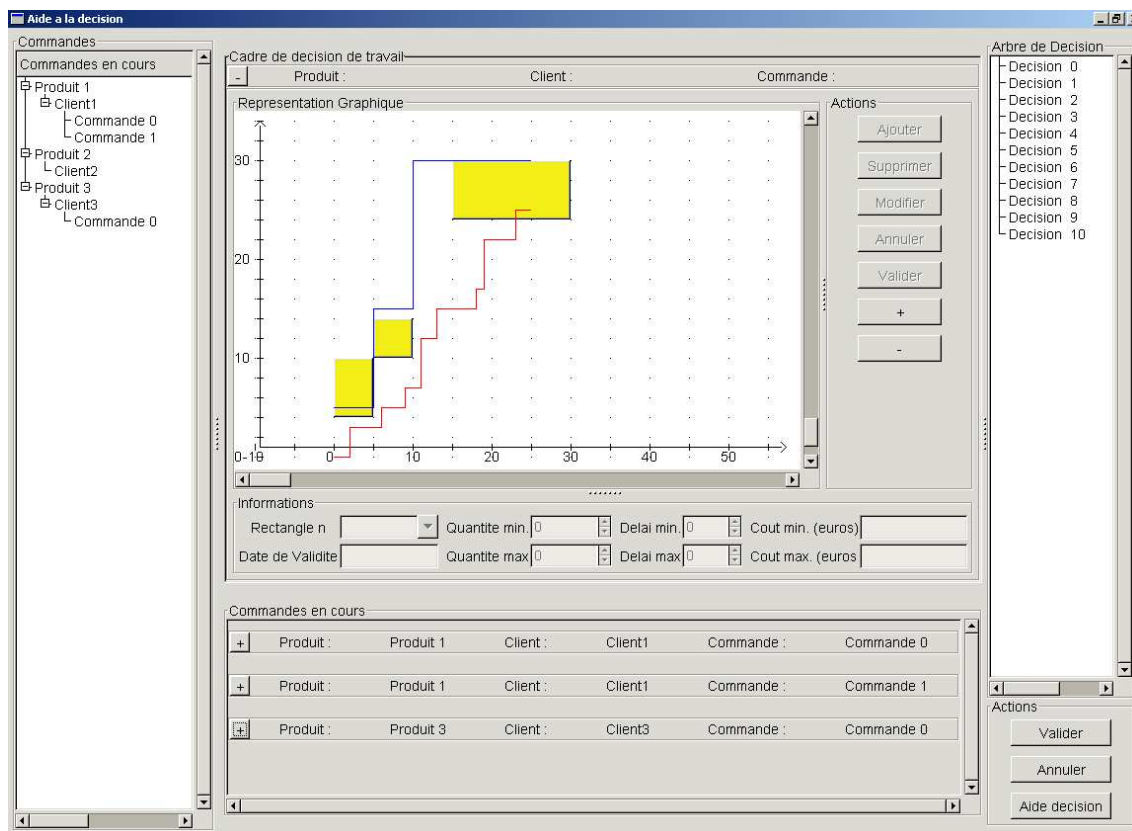 Aide a la decision
Commandes
Commandes en cours
Produit 1
Client1
Commande 0
Commande 1
Produit 2
Client2
Produit 3
Client3
Commande 0
Cadre de decision de travail
- Produit : Client : Commande :
Representation Graphique
30
20
10
0-10 0 10 20 30 40 50
Actions
Ajouter
Supprimer
Modifier
Annuler
Valider
+
-
Informations
Rectangle n Quantite min. 0 Delai min. 0 Cout min. (euros)
Date de Validite Quantite max 0 Delai max 0 Cout max. (euros
Commandes en cours
+ Produit : Produit 1 Client : Client1 Commande : Commande 0
+ Produit : Produit 1 Client : Client1 Commande : Commande 1
+ Produit : Produit 3 Client : Client3 Commande : Commande 0
Arbre de Decision
Decision 0
Decision 1
Decision 2
Decision 3
Decision 4
Decision 5
Decision 6
Decision 7
Decision 8
Decision 9
Decision 10
Actions
Valider
Annuler
Aide decision